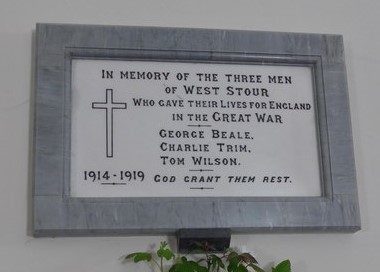 IN MEMORY OF THE THREE MEN
OF WEST STOUR
WHO GAVE THEIR LIVES FOR ENGLAND
IN THE GREAT WAR
GEORGE BEALE.
CHARLIE TRIM.
TOM WILSON.
1914-1919 GOD GRANT THEM REST.